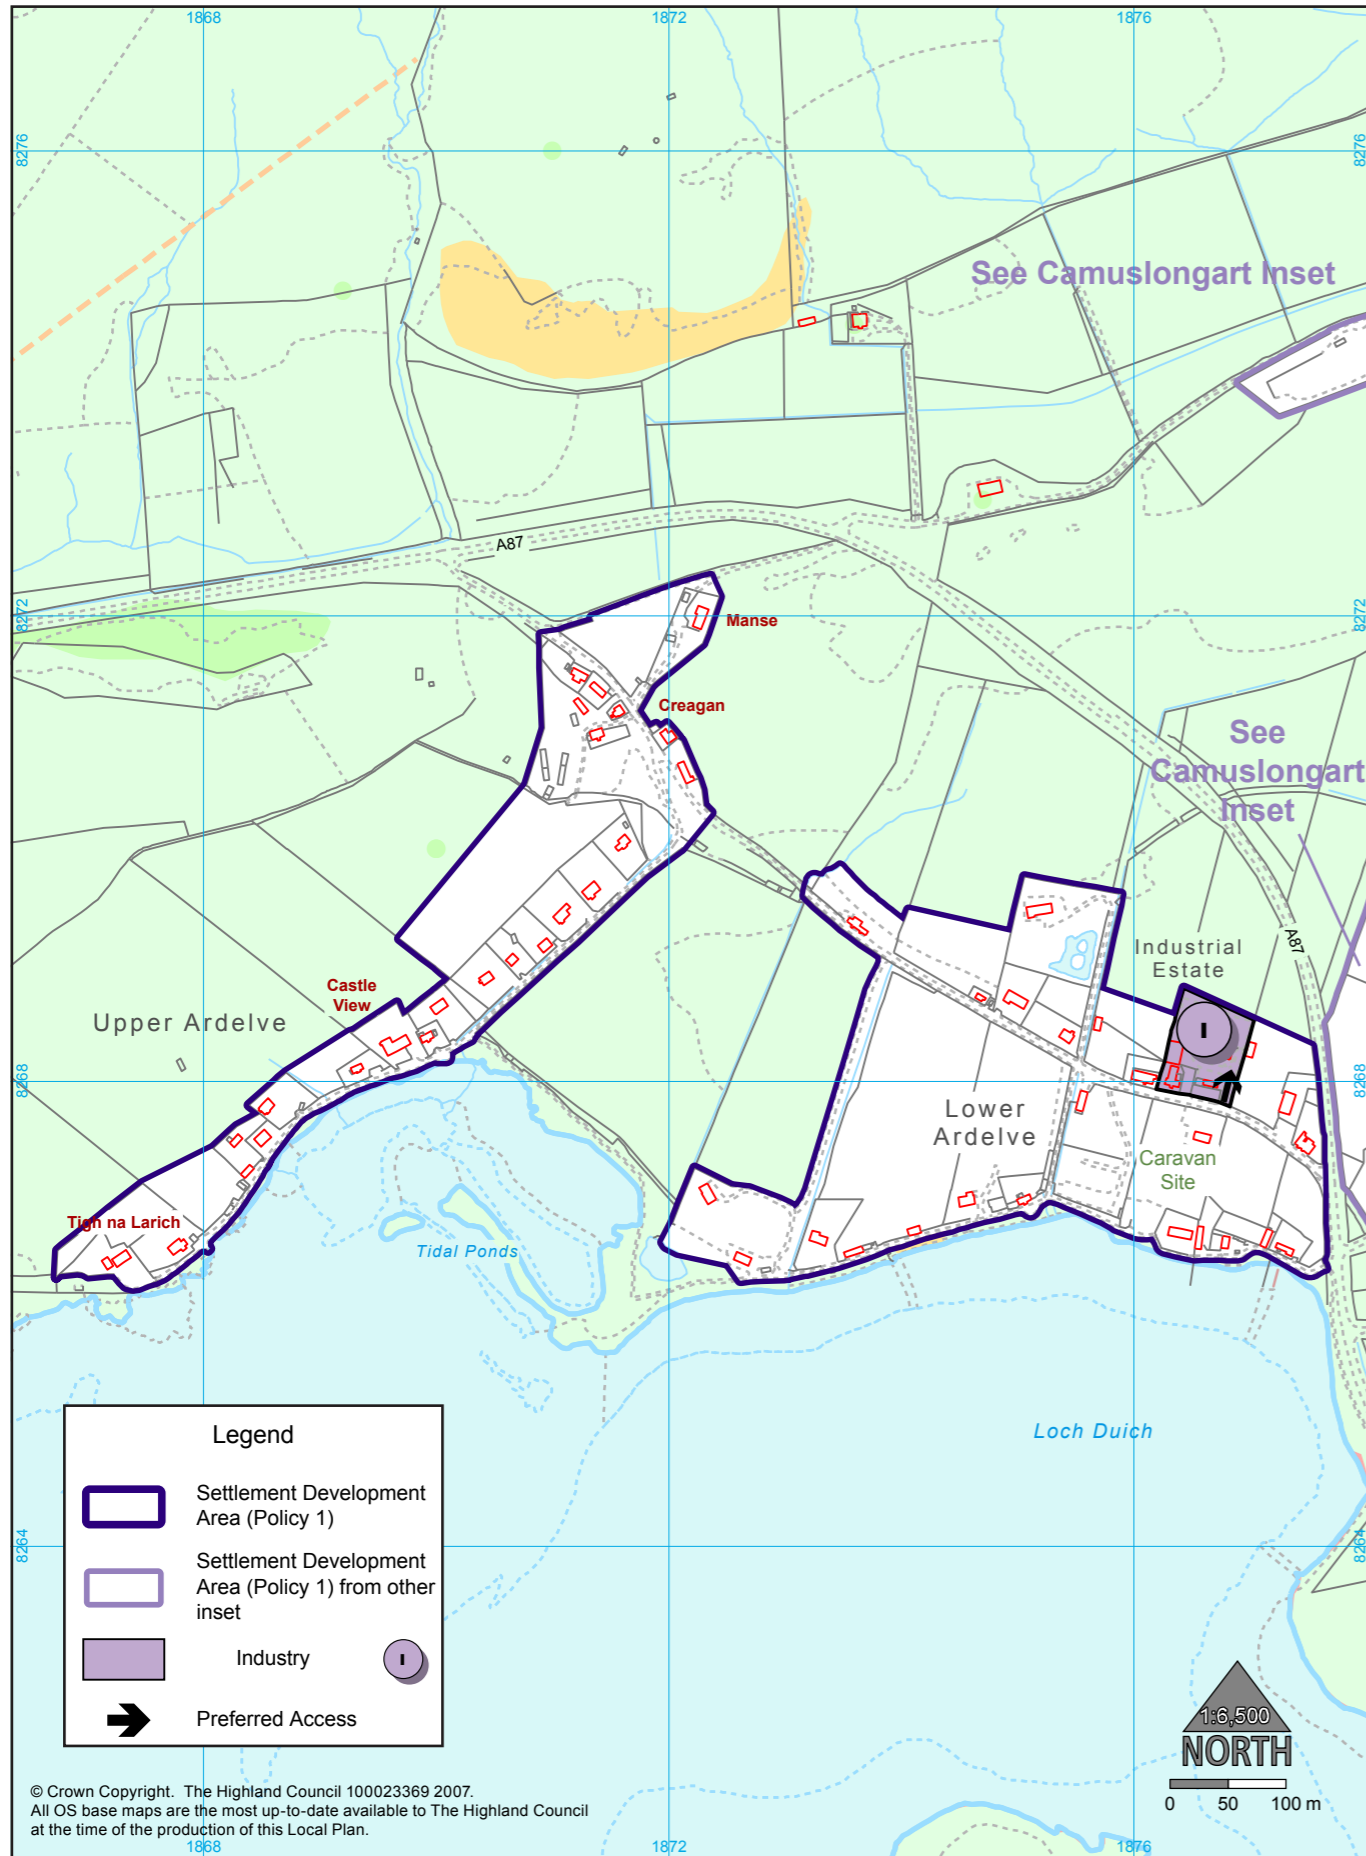 1868
1872
1876
8276
8276
See Camuslongart Inset
A87
8272
8272
Manse
Creagan
See
Camuslongart
Inset
A87
Industrial
Estate
Castle
View
Upper Ardelve
I
8268
8268
Lower
Ardelve
Caravan
Site
Tigh na Larich
Tidal Ponds
Loch Duich
Legend
Settlement Development
Area (Policy 1)
Settlement Development
Area (Policy 1) from other
inset
Industry
I
Preferred Access
8264
8264
1:6,500
NORTH
0 50 100 m
© Crown Copyright. The Highland Council 100023369 2007.
All OS base maps are the most up-to-date available to The Highland Council
at the time of the production of this Local Plan.
1868
1872
1876